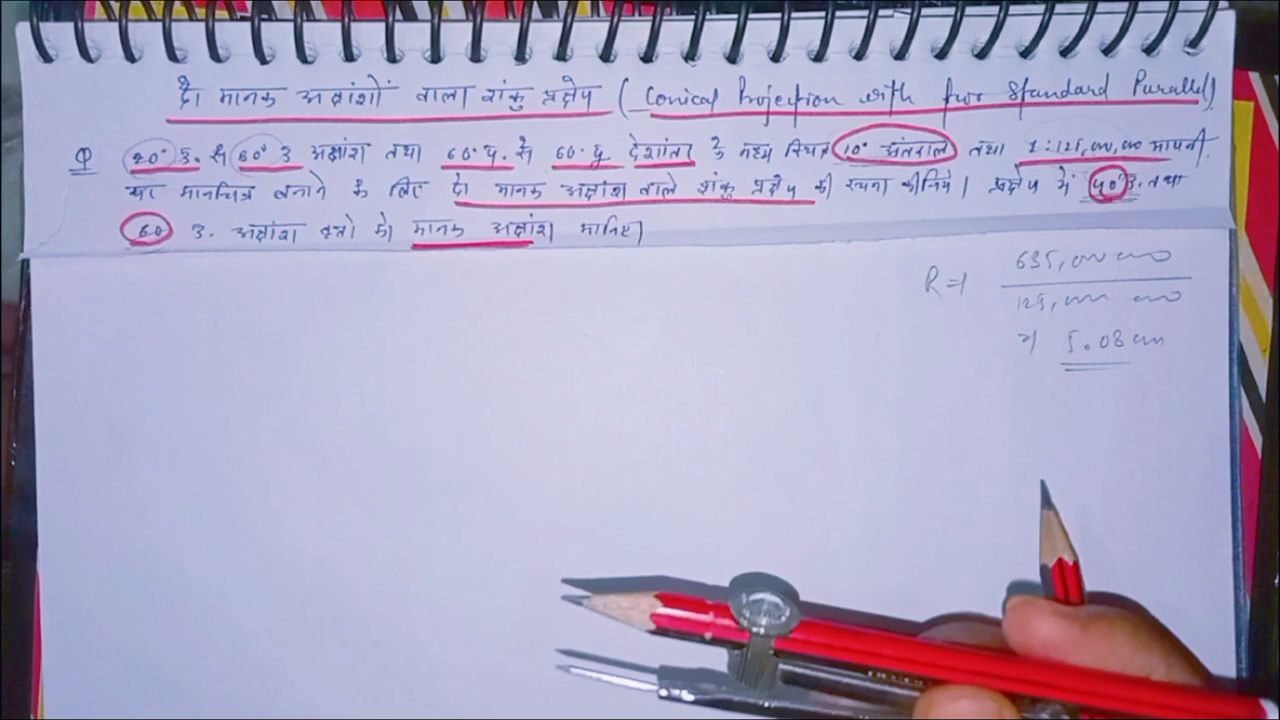 दो मानक अक्षांशों वाला शंकु प्रक्षेप (Conical Projection with two Standard Parallel)
Q 20° उ. से 80° उ अक्षांश तथा 60° प. से 60° पू. देशांतर के मध्य स्थित 10° अंतराल तथा 1:125,000,000 मापनी
पर मानचित्र बनाने के लिए दो मानक अक्षांश वाले शंकु प्रक्षेप की रचना कीजिये। प्रक्षेप में 40° उ. तथा
60 उ. अक्षांश वृत्तो को मानक अक्षांश मानिए।
R =) 635,000,000
125,000,000
=) 5.08 cm